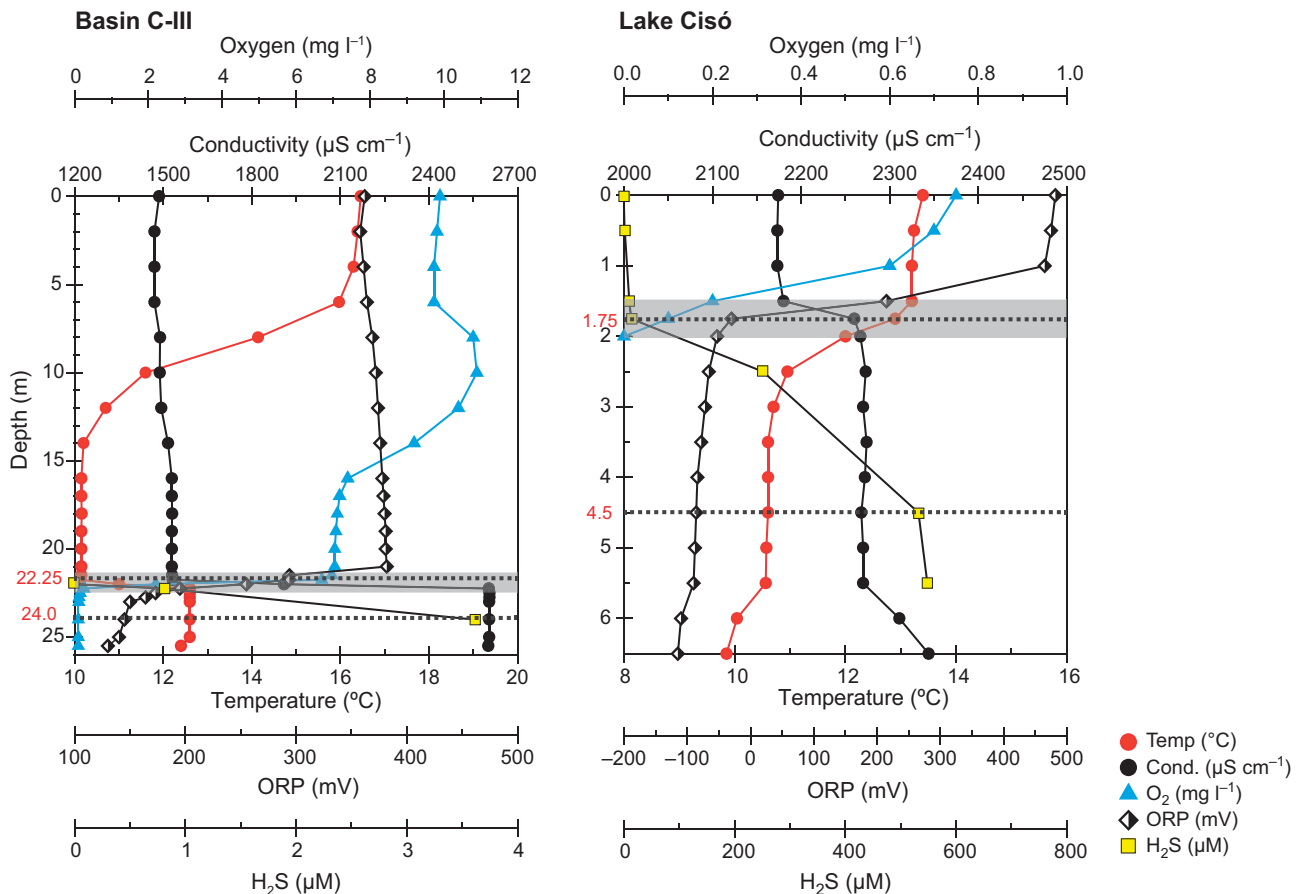 Basin C-III
Oxygen (mg l⁻¹)
0 2 4 6 8 10 12
Conductivity (µS cm⁻¹)
1200 1500 1800 2100 2400 2700
Depth (m)
0
5
10
15
20
22.25
24.0
25
10 12 14 16 18 20
Temperature (ºC)
100 200 300 400 500
ORP (mV)
0 1 2 3 4
H₂S (µM)
Lake Cisó
Oxygen (mg l⁻¹)
0.0 0.2 0.4 0.6 0.8 1.0
Conductivity (µS cm⁻¹)
2000 2100 2200 2300 2400 2500
0
1
1.75
2
3
4
4.5
5
6
8 10 12 14 16
Temperature (ºC)
–200 –100 0 100 200 300 400 500
ORP (mV)
0 200 400 600 800
H₂S (µM)
Temp (°C)
Cond. (µS cm⁻¹)
O₂ (mg l⁻¹)
ORP (mV)
H₂S (µM)